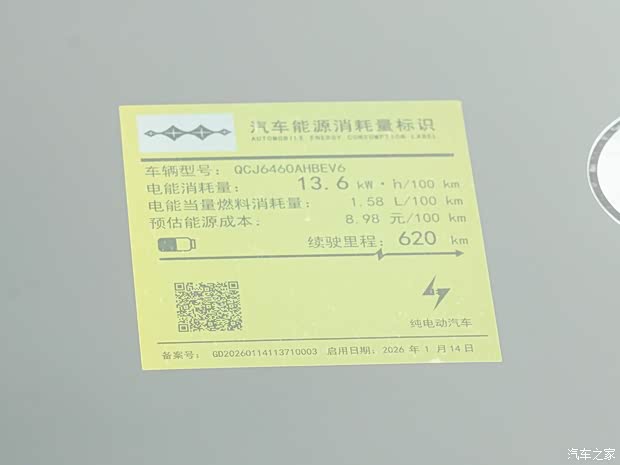 汽车能源消耗量标识
AUTOMOBILE ENERGY CONSUMPTION LABEL
车辆型号: QCJ6460AHBEV6
电能消耗量: 13.6 kW·h/100 km
电能当量燃料消耗量: 1.58 L/100 km
预估能源成本: 8.98 元/100 km
续驶里程: 620 km
纯电动汽车
备案号: GD20260114113710003 启用日期: 2026 年 1 月 14 日
汽车之家